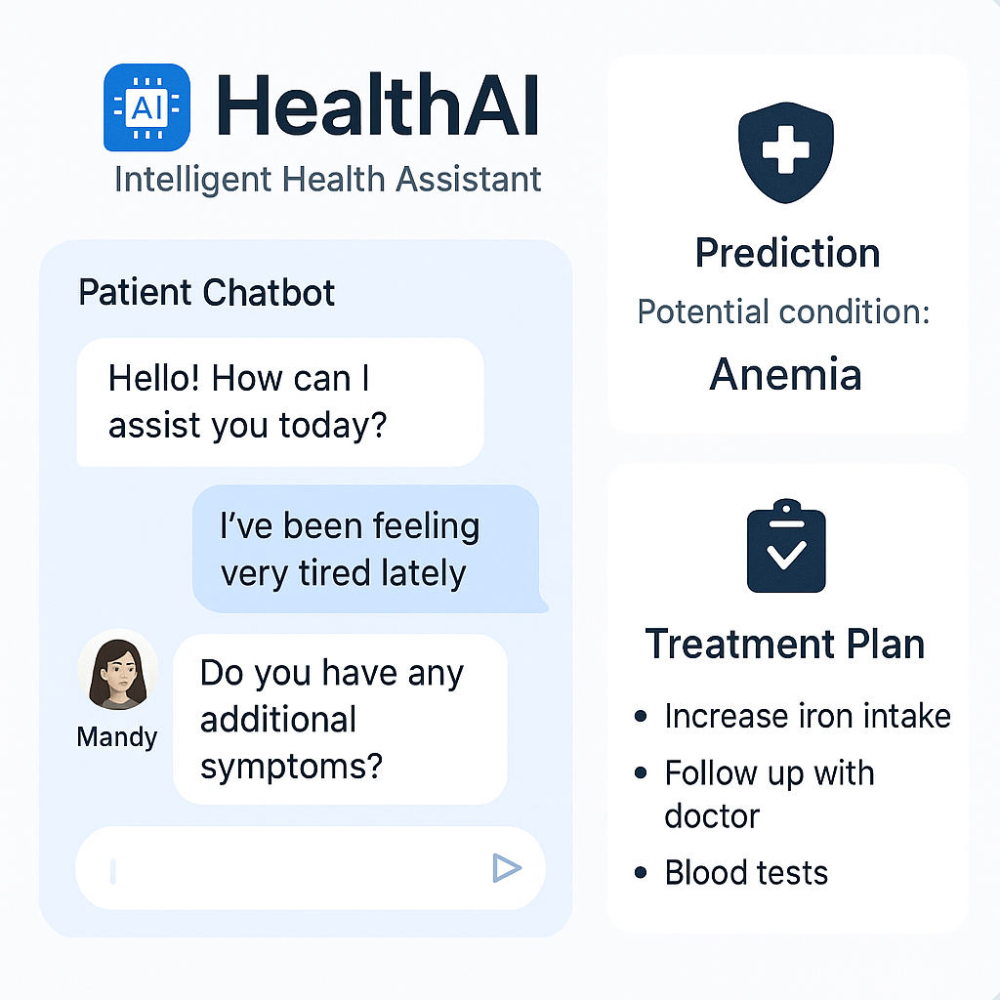 AI
HealthAI
Intelligent Health Assistant
Patient Chatbot
Hello! How can I
assist you today?
I’ve been feeling
very tired lately
Mandy
Do you have any
additional
symptoms?
Prediction
Potential condition:
Anemia
Treatment Plan
• Increase iron intake
• Follow up with
doctor
• Blood tests